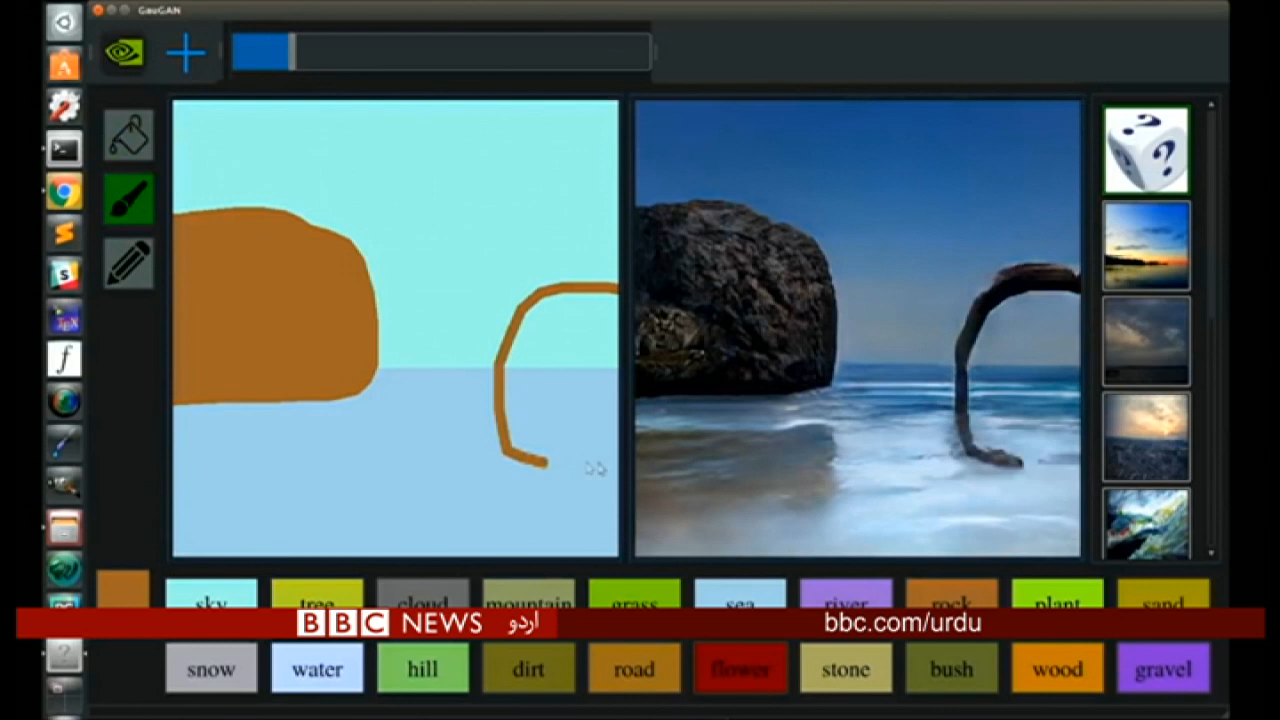 GauGAN
sky tree cloud mountain grass sea river rock plant sand
BBC NEWS اردو bbc.com/urdu
snow water hill dirt road flower stone bush wood gravel